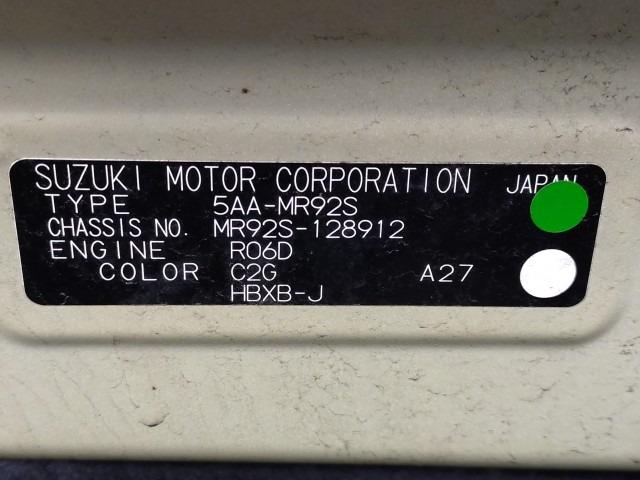 SUZUKI MOTOR CORPORATION JAPAN
TYPE 5AA-MR92S
CHASSIS NO. MR92S-128912
ENGINE R06D
COLOR C2G A27
HBXB-J